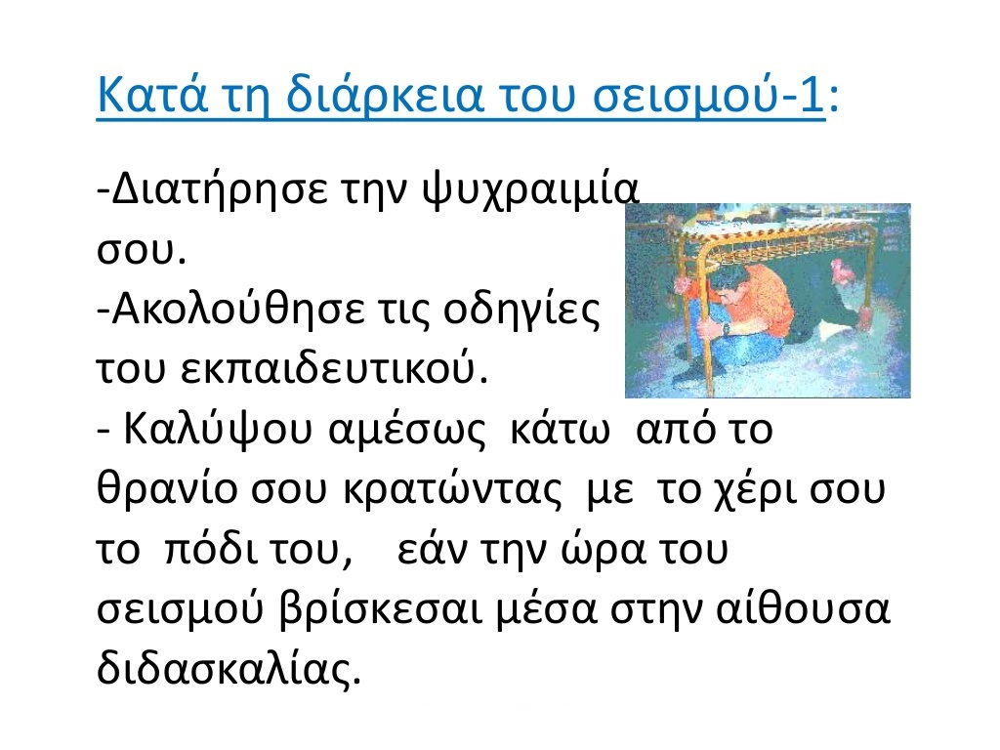 Κατά τη διάρκεια του σεισμού-1:
-Διατήρησε την ψυχραιμία
σου.
-Ακολούθησε τις οδηγίες
του εκπαιδευτικού.
- Καλύψου αμέσως  κάτω  από το
θρανίο σου κρατώντας  με  το χέρι σου
το  πόδι του,   εάν την ώρα του
σεισμού βρίσκεσαι μέσα στην αίθουσα
διδασκαλίας.